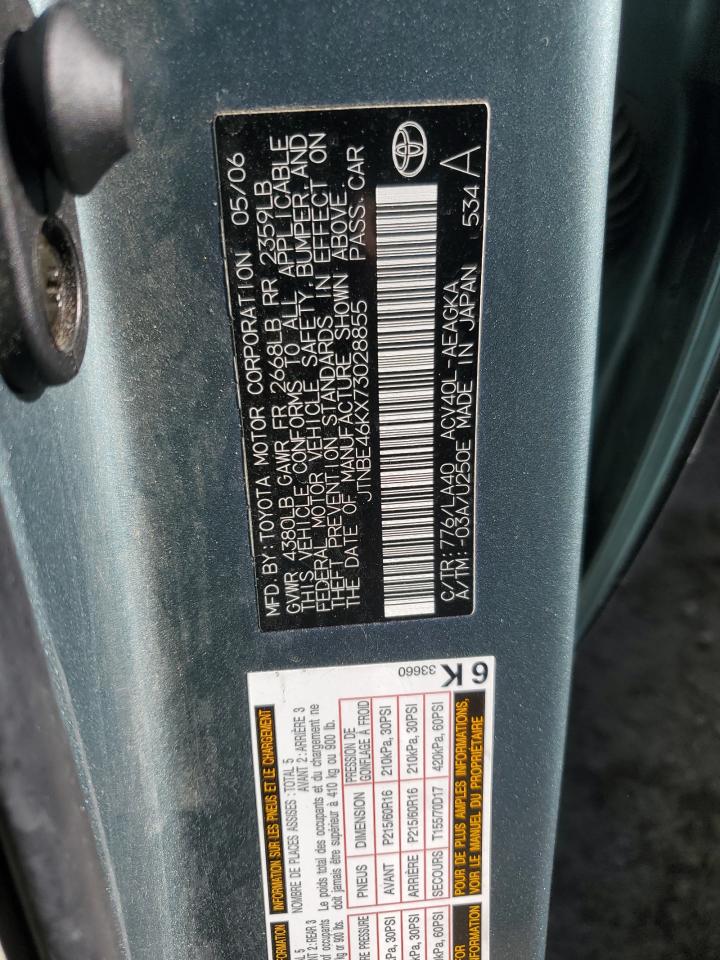 MFD. BY: TOYOTA MOTOR CORPORATION 05/06
GVWR 4380LB GAWR FR 2668LB RR 2359LB
THIS VEHICLE CONFORMS TO ALL APPLICABLE
FEDERAL MOTOR VEHICLE SAFETY, BUMPER, AND
THEFT PREVENTION STANDARDS IN EFFECT ON
THE DATE OF MANUFACTURE SHOWN ABOVE.
JTNBE46KX73028855 PASS. CAR
C/TR: 776/LA40 ACV40L-AEAGKA
A/TM: -03A/U250E MADE IN JAPAN 534 A
6K
33660
INFORMATION SUR LES PNEUS ET LE CHARGEMENT
NOMBRE DE PLACES ASSISES : TOTAL 5
AVANT 2 : ARRIÈRE 3
Le poids total des occupants et du chargement ne
doit jamais être supérieur à 410 kg ou 900 lb.
PNEUS DIMENSION PRESSION DE GONFLAGE À FROID
AVANT P215/60R16 210kPa, 30PSI
ARRIÈRE P215/60R16 210kPa, 30PSI
SECOURS T155/70D17 420kPa, 60PSI
POUR DE PLUS AMPLES INFORMATIONS,
VOIR LE MANUEL DU PROPRIÉTAIRE